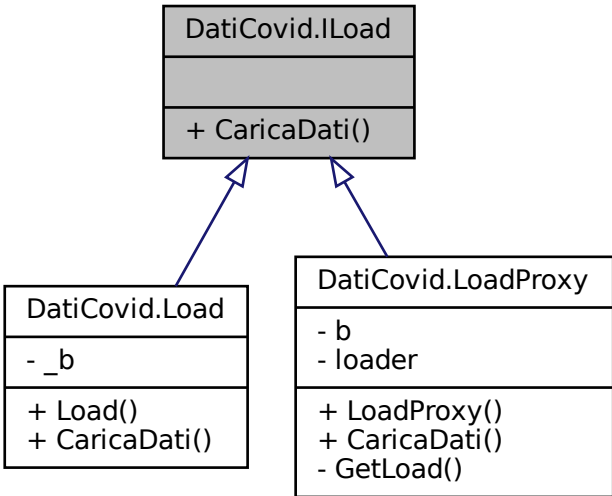 DatiCovid.ILoad
+ CaricaDati()
DatiCovid.Load
- _b
+ Load()
+ CaricaDati()
DatiCovid.LoadProxy
- b
- loader
+ LoadProxy()
+ CaricaDati()
- GetLoad()